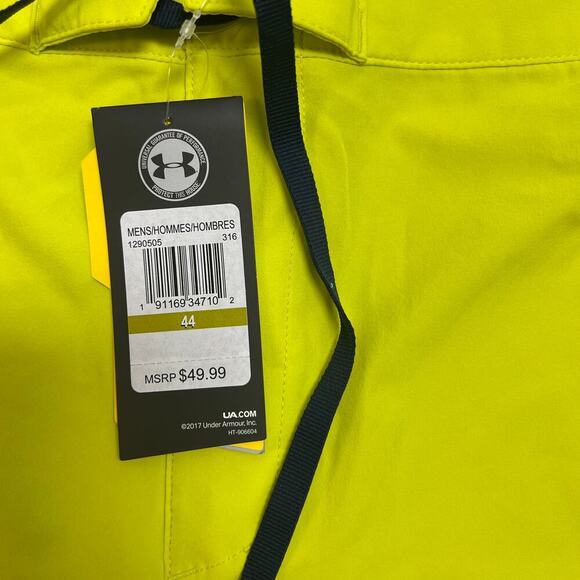 UNIVERSAL GUARANTEE OF PERFORMANCE
PROTECT THIS HOUSE
MENS/HOMMES/HOMBRES
1290505 316
1 91169 34710 2
44
MSRP $49.99
UA.COM
©2017 Under Armour, Inc.
HT-906604